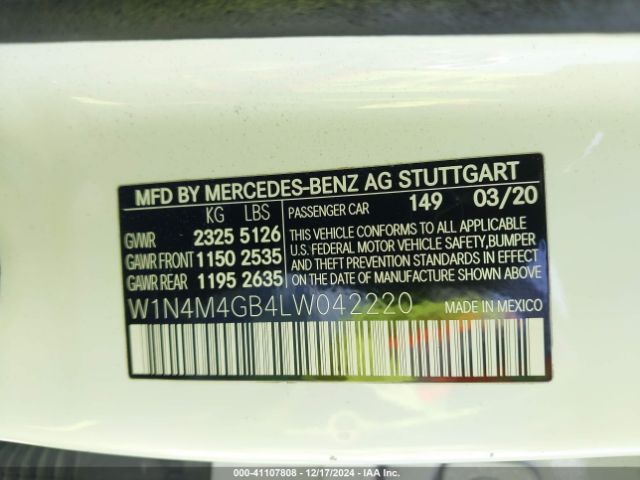 MFD BY MERCEDES-BENZ AG STUTTGART
KG LBS
GVWR 2325 5126
GAWR FRONT 1150 2535
GAWR REAR 1195 2635
PASSENGER CAR 149 03/20
THIS VEHICLE CONFORMS TO ALL APPLICABLE
U.S. FEDERAL MOTOR VEHICLE SAFETY, BUMPER
AND THEFT PREVENTION STANDARDS IN EFFECT
ON THE DATE OF MANUFACTURE SHOWN ABOVE.
W1N4M4GB4LW042220
MADE IN MEXICO
000-41107808 - 12/17/2024 - IAA Inc.